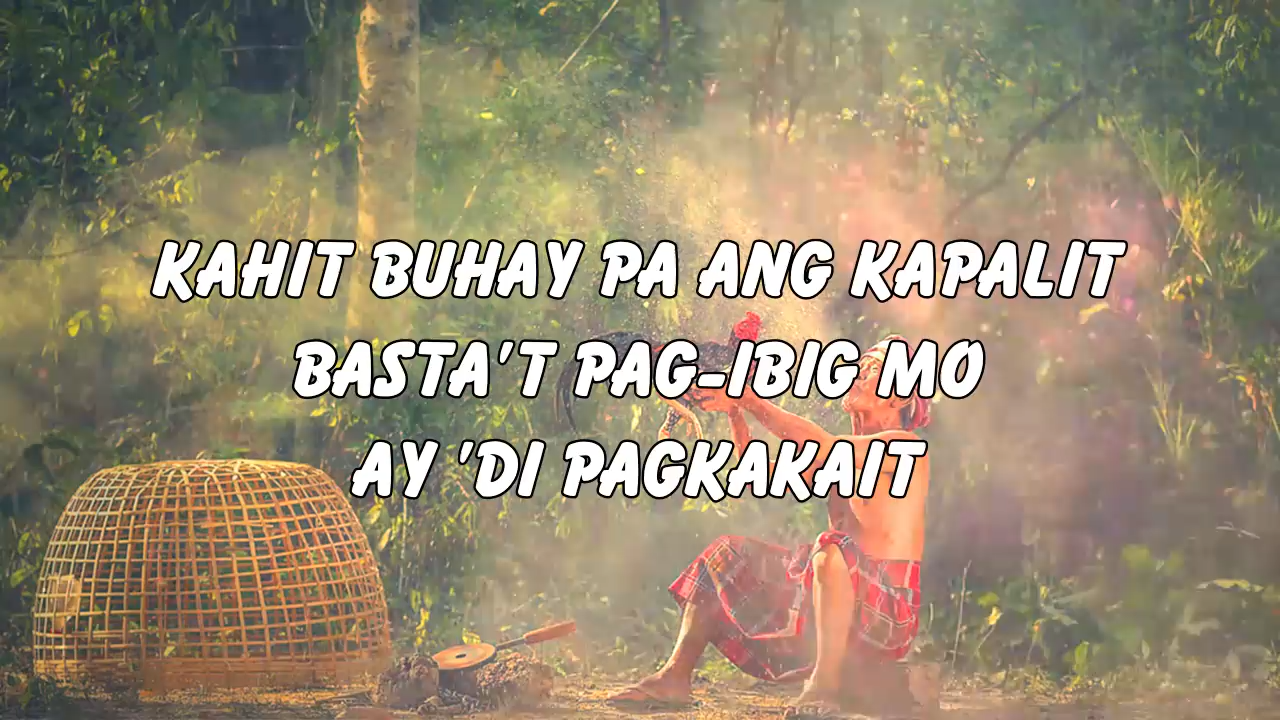 KAHIT BUHAY PA ANG KAPALIT
BASTA'T PAG-IBIG MO
AY 'DI PAGKAKAIT